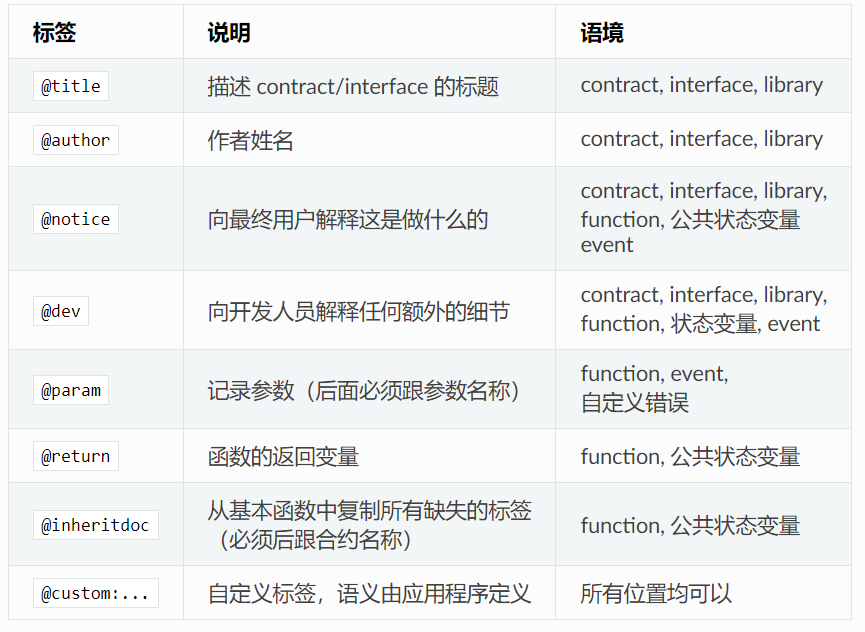 标签 说明 语境
@title 描述 contract/interface 的标题 contract, interface, library
@author 作者姓名 contract, interface, library
@notice 向最终用户解释这是做什么的 contract, interface, library,
function, 公共状态变量
event
@dev 向开发人员解释任何额外的细节 contract, interface, library,
function, 状态变量, event
@param 记录参数（后面必须跟参数名称） function, event,
自定义错误
@return 函数的返回变量 function, 公共状态变量
@inheritdoc 从基本函数中复制所有缺失的标签
（必须后跟合约名称） function, 公共状态变量
@custom:... 自定义标签，语义由应用程序定义 所有位置均可以